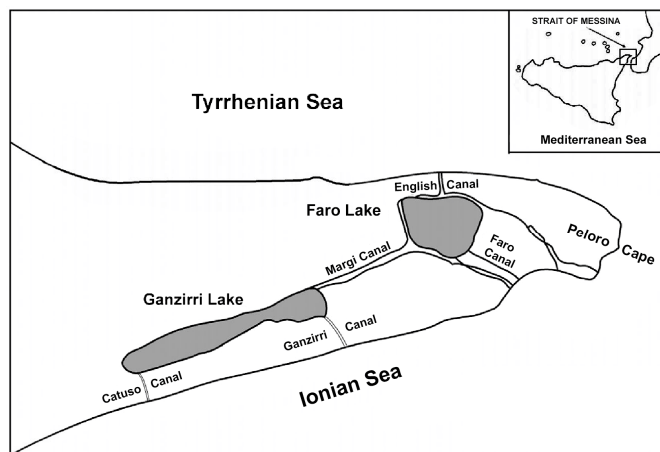 STRAIT OF MESSINA
Mediterranean Sea
Tyrrhenian Sea
English Canal
Faro Lake
Peloro Cape
Faro
Canal
Margi Canal
Ganzirri Lake
Ganzirri Canal
Catuso Canal
Ionian Sea